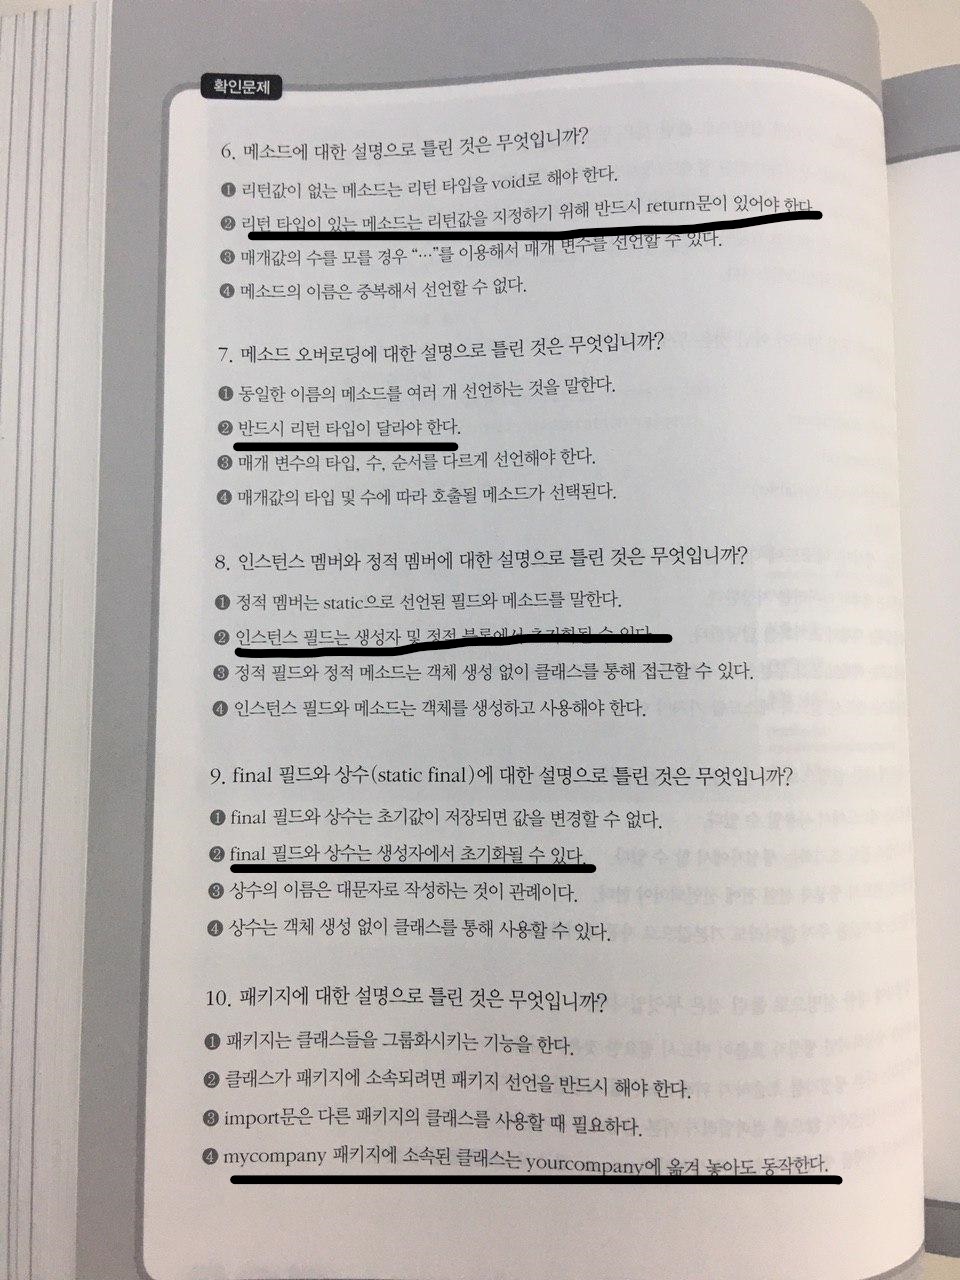 확인문제
6. 메소드에 대한 설명으로 틀린 것은 무엇입니까?
❶ 리턴값이 없는 메소드는 리턴 타입을 void로 해야 한다.
❷ 리턴 타입이 있는 메소드는 리턴값을 지정하기 위해 반드시 return문이 있어야 한다.
❸ 매개값의 수를 모를 경우 “…”를 이용해서 매개 변수를 선언할 수 있다.
❹ 메소드의 이름은 중복해서 선언할 수 없다.
7. 메소드 오버로딩에 대한 설명으로 틀린 것은 무엇입니까?
❶ 동일한 이름의 메소드를 여러 개 선언하는 것을 말한다.
❷ 반드시 리턴 타입이 달라야 한다.
❸ 매개 변수의 타입, 수, 순서를 다르게 선언해야 한다.
❹ 매개값의 타입 및 수에 따라 호출될 메소드가 선택된다.
8. 인스턴스 멤버와 정적 멤버에 대한 설명으로 틀린 것은 무엇입니까?
❶ 정적 멤버는 static으로 선언된 필드와 메소드를 말한다.
❷ 인스턴스 필드는 생성자 및 정적 블록에서 초기화될 수 있다.
❸ 정적 필드와 정적 메소드는 객체 생성 없이 클래스를 통해 접근할 수 있다.
❹ 인스턴스 필드와 메소드는 객체를 생성하고 사용해야 한다.
9. final 필드와 상수(static final)에 대한 설명으로 틀린 것은 무엇입니까?
❶ final 필드와 상수는 초기값이 저장되면 값을 변경할 수 없다.
❷ final 필드와 상수는 생성자에서 초기화될 수 있다.
❸ 상수의 이름은 대문자로 작성하는 것이 관례이다.
❹ 상수는 객체 생성 없이 클래스를 통해 사용할 수 있다.
10. 패키지에 대한 설명으로 틀린 것은 무엇입니까?
❶ 패키지는 클래스들을 그룹화시키는 기능을 한다.
❷ 클래스가 패키지에 소속되려면 패키지 선언을 반드시 해야 한다.
❸ import문은 다른 패키지의 클래스를 사용할 때 필요하다.
❹ mycompany 패키지에 소속된 클래스는 yourcompany에 옮겨 놓아도 동작한다.